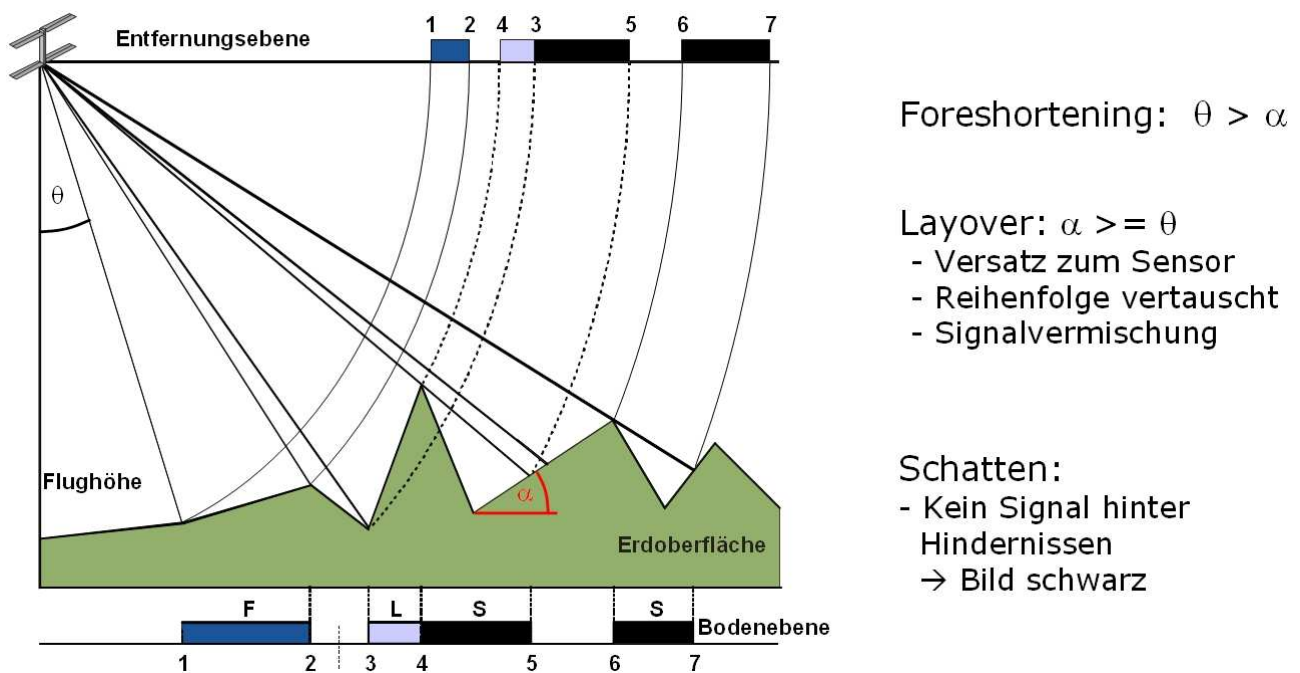 1 2 4 3 5 6 7
Entfernungsebene
θ
Flughöhe
α
Erdoberfläche
F L S S
Bodenebene
1 2 3 4 5 6 7
Foreshortening: θ > α
Layover: α >= θ
- Versatz zum Sensor
- Reihenfolge vertauscht
- Signalvermischung
Schatten:
- Kein Signal hinter
Hindernissen
→ Bild schwarz